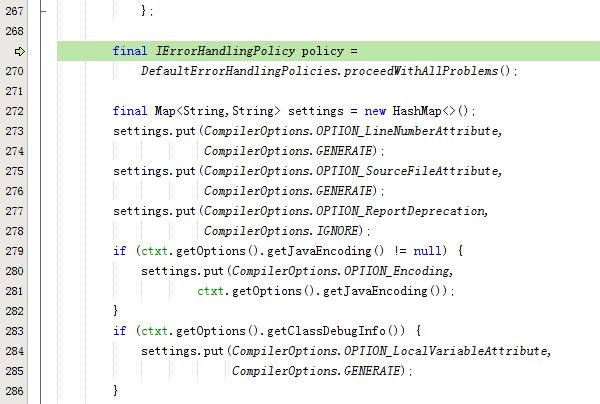 267 };
268
final IErrorHandlingPolicy policy =
270 DefaultErrorHandlingPolicies.proceedWithAllProblems();
271
272 final Map<String,String> settings = new HashMap<>();
273 settings.put(CompilerOptions.OPTION_LineNumberAttribute,
274 CompilerOptions.GENERATE);
275 settings.put(CompilerOptions.OPTION_SourceFileAttribute,
276 CompilerOptions.GENERATE);
277 settings.put(CompilerOptions.OPTION_ReportDeprecation,
278 CompilerOptions.IGNORE);
279 if (ctxt.getOptions().getJavaEncoding() != null) {
280 settings.put(CompilerOptions.OPTION_Encoding,
281 ctxt.getOptions().getJavaEncoding());
282 }
283 if (ctxt.getOptions().getClassDebugInfo()) {
284 settings.put(CompilerOptions.OPTION_LocalVariableAttribute,
285 CompilerOptions.GENERATE);
286 }